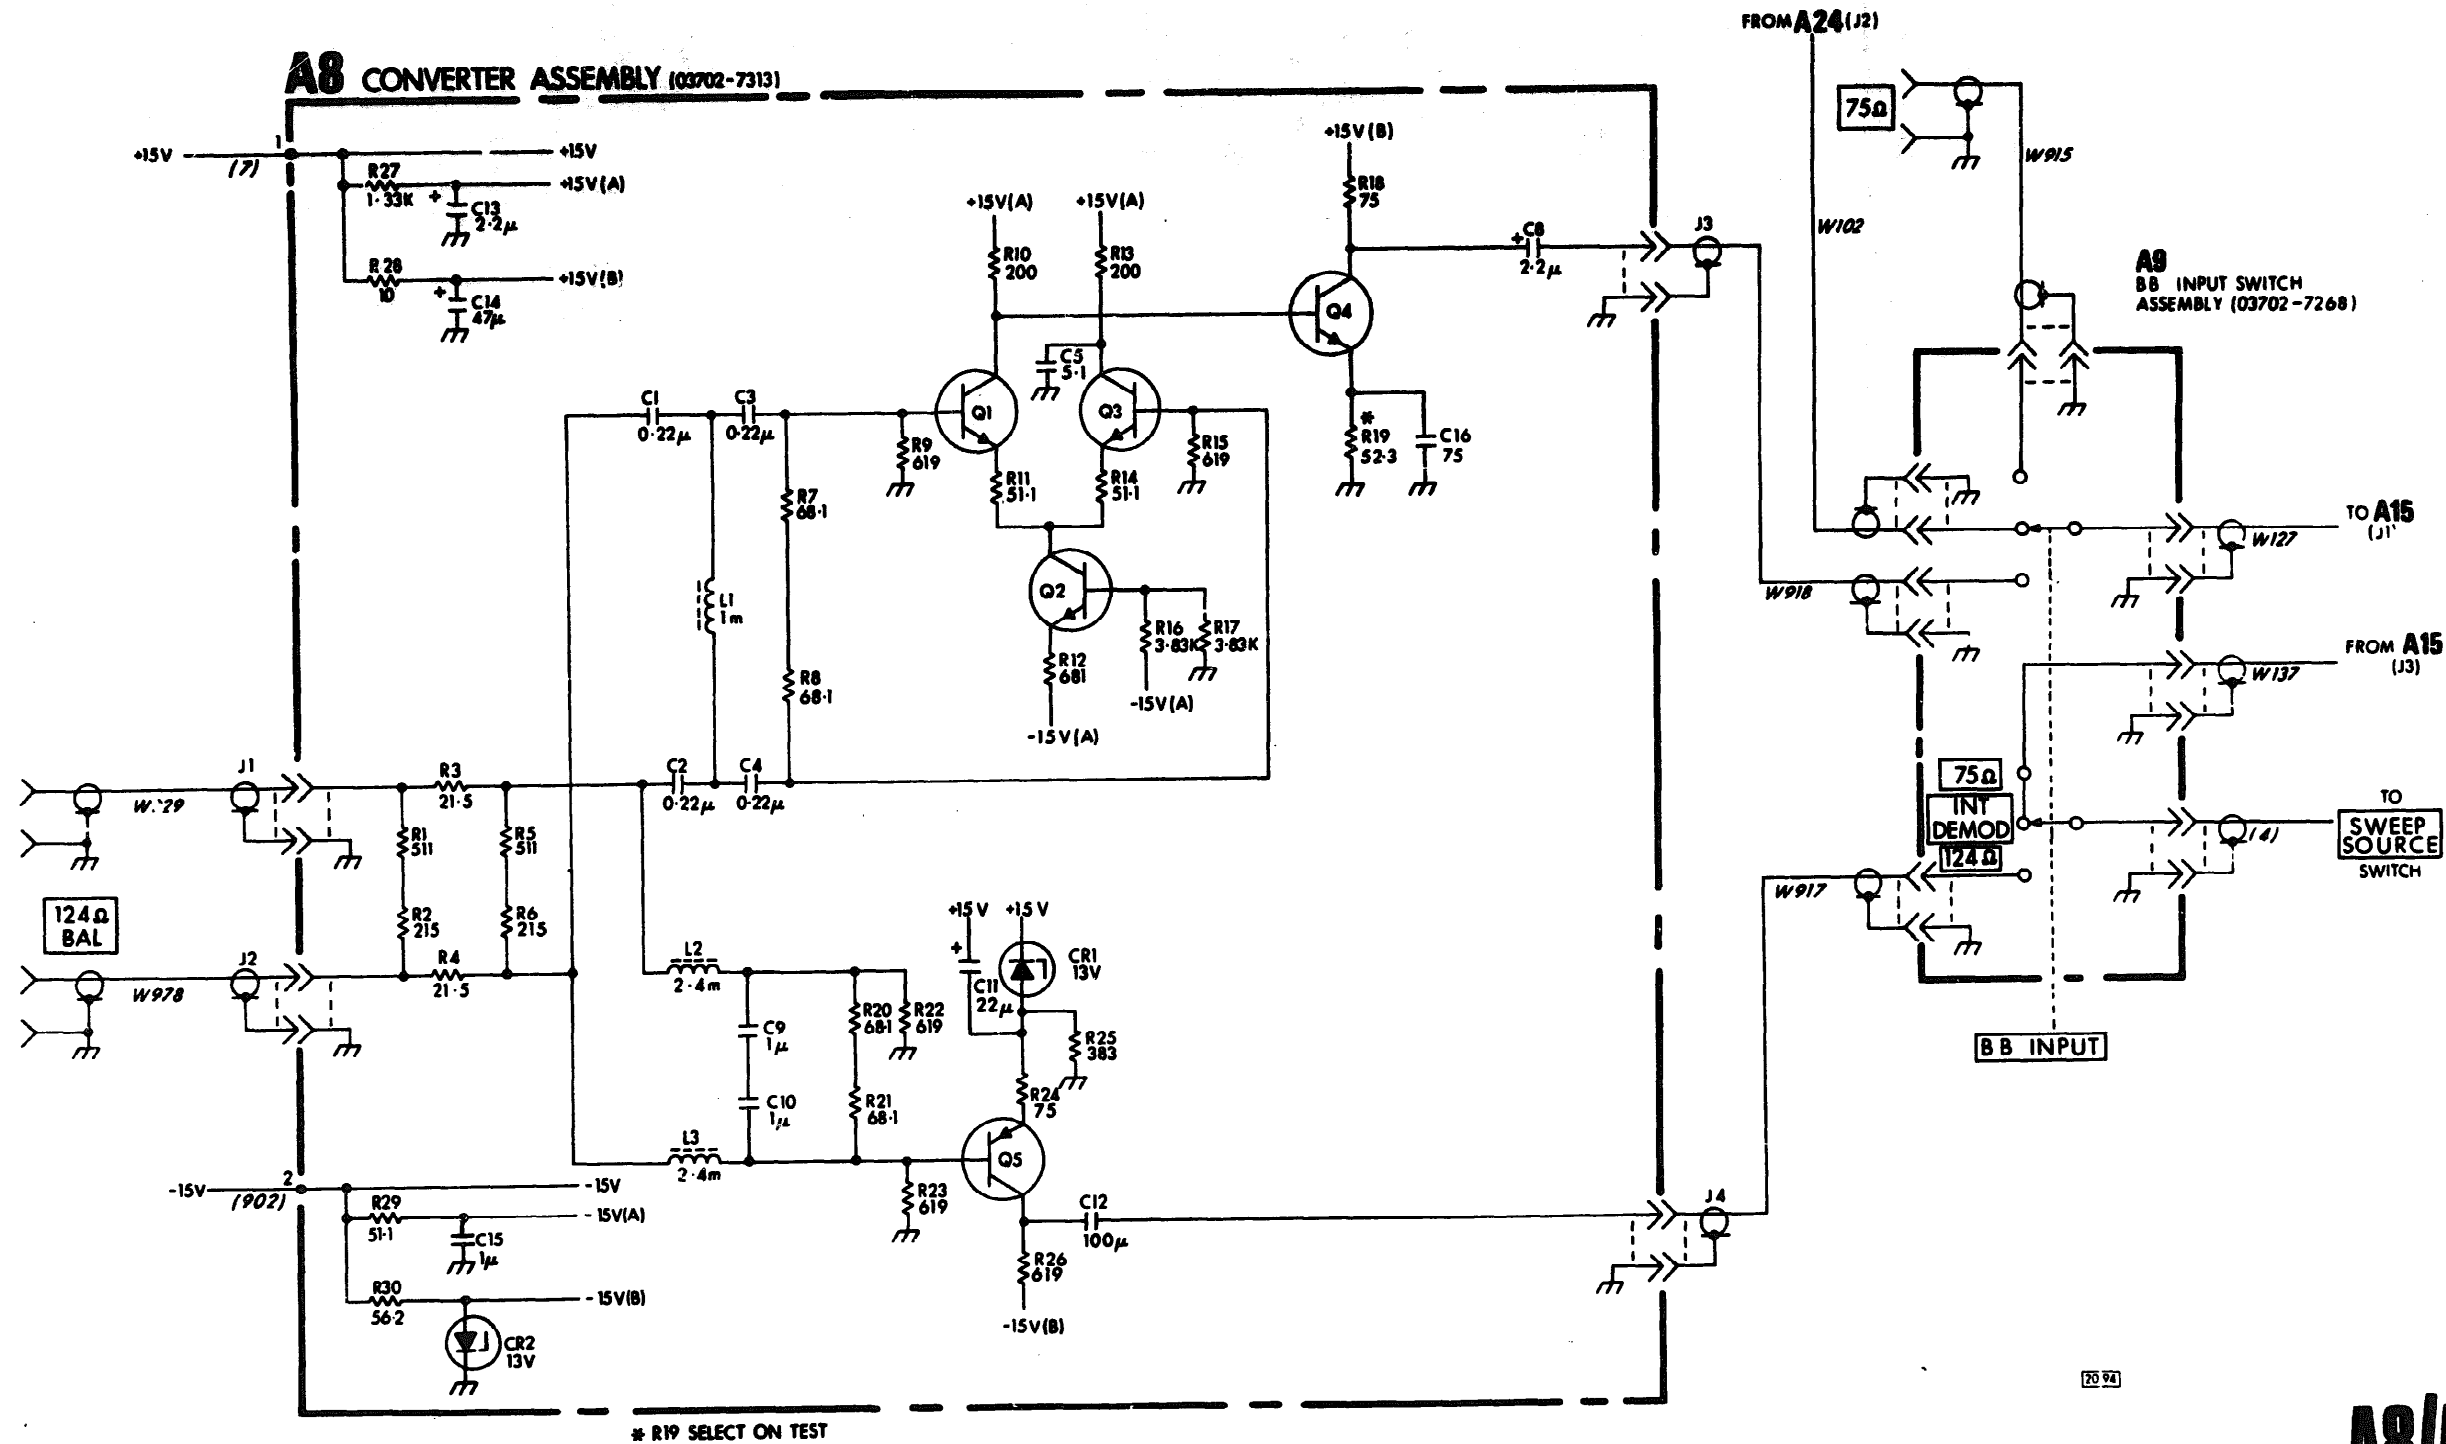 FROM A24 (J2)
A8 CONVERTER ASSEMBLY (03702-7313)
75Ω
W915
W102
A9
BB INPUT SWITCH
ASSEMBLY (03702-7268)
+15V
(7)
1
+15V
R27
1·33K
+15V(A)
+
C13
2·2μ
R28
10
+15V(B)
+
C14
47μ
+15V(A)
R10
200
+15V(A)
R13
200
+15V(B)
R18
75
+
C8
2·2μ
J3
Q4
C5
5·1
Q1
Q3
*
R19
52·3
C16
75
C1
0·22μ
C3
0·22μ
R9
619
R15
619
R11
51·1
R14
51·1
R7
68·1
R8
68·1
L1
1m
Q2
R16
3·83K
R17
3·83K
R12
681
-15V(A)
-15V(A)
C2
0·22μ
C4
0·22μ
J1
R3
21·5
R1
511
R5
511
R2
215
R6
215
124Ω
BAL
J2
R4
21·5
W978
L2
2·4m
C9
1μ
C10
1μ
R20
68·1
R22
619
R21
68·1
+15V
+15V
+
C11
22μ
CR1
13V
R25
383
R24
75
L3
2·4m
Q5
R23
619
C12
100μ
R26
619
-15V(B)
J4
-15V
(902)
2
-15V
R29
51·1
-15V(A)
C15
1μ
R30
56·2
-15V(B)
CR2
13V
* R19 SELECT ON TEST
W918
W917
TO A15
(J1
W127
FROM A15
(J3)
W137
75Ω
INT
DEMOD
124Ω
(4)
TO
SWEEP
SOURCE
SWITCH
BB INPUT
20 94
A8/